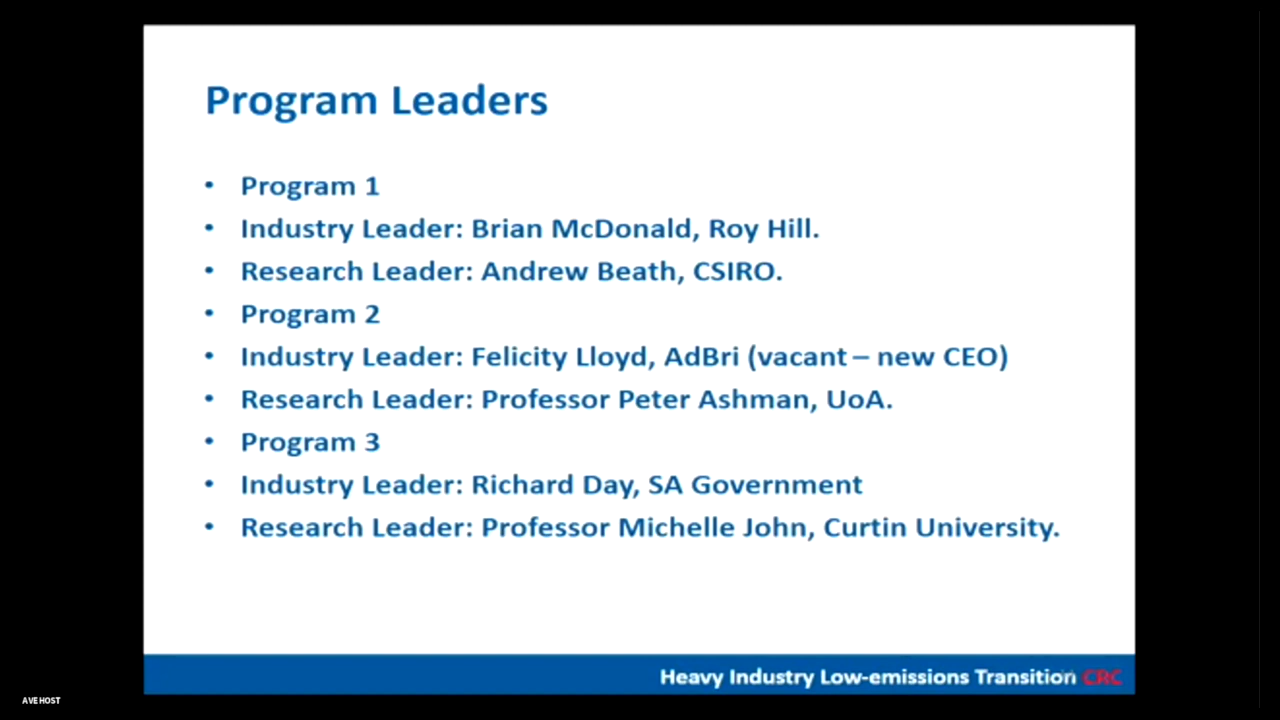 Program Leaders
• Program 1
• Industry Leader: Brian McDonald, Roy Hill.
• Research Leader: Andrew Beath, CSIRO.
• Program 2
• Industry Leader: Felicity Lloyd, AdBri (vacant – new CEO)
• Research Leader: Professor Peter Ashman, UoA.
• Program 3
• Industry Leader: Richard Day, SA Government
• Research Leader: Professor Michelle John, Curtin University.
Heavy Industry Low-emissions Transition CRC
AVE HOST